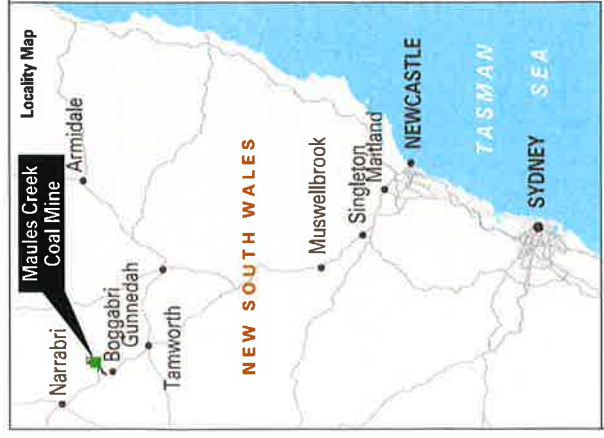 Locality Map
Maules Creek
Coal Mine
Narrabri
Armidale
Boggabri
Gunnedah
Tamworth
NEW SOUTH WALES
Muswellbrook
Singleton
Maitland
NEWCASTLE
TASMAN
SEA
SYDNEY